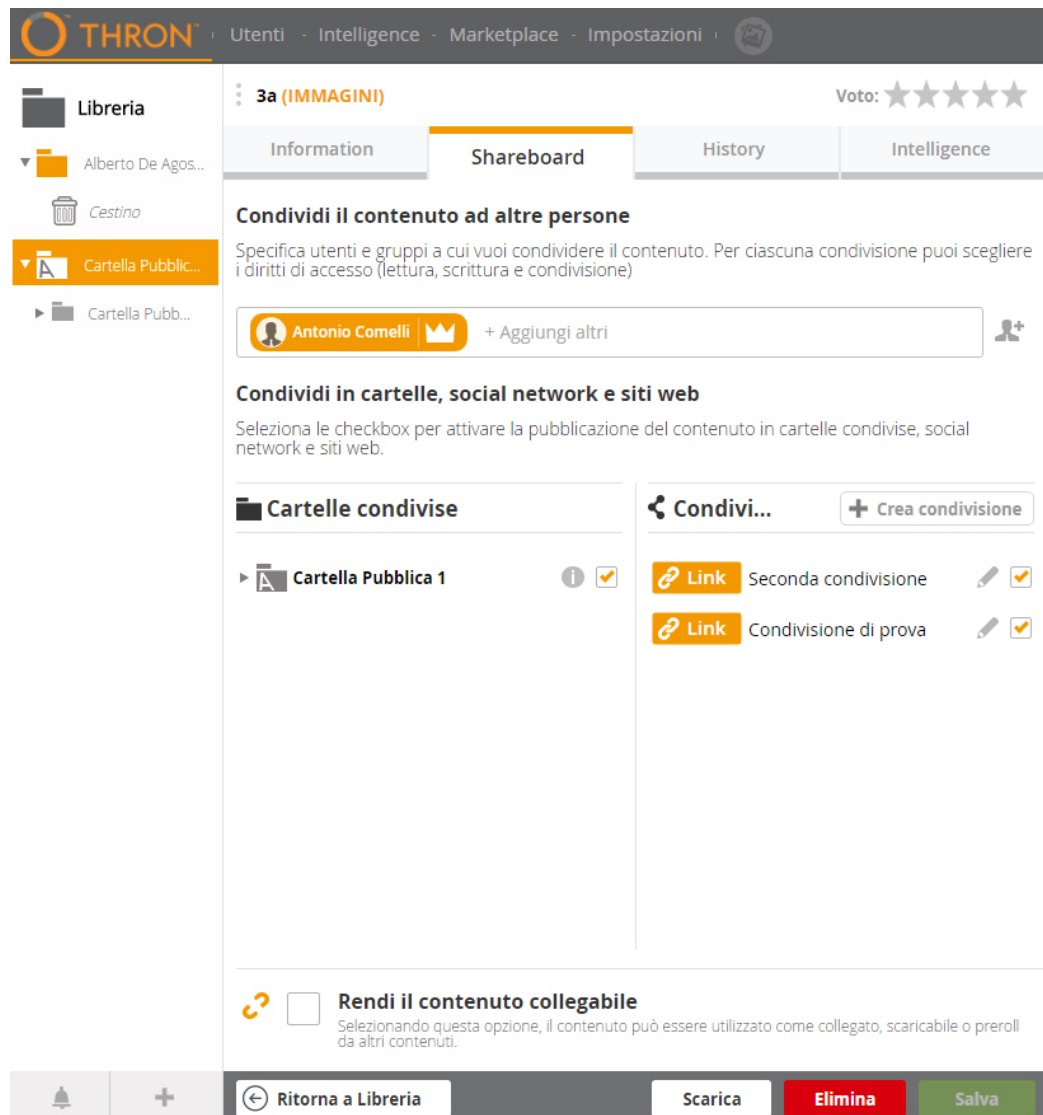 THRON™ Utenti - Intelligence - Marketplace - Impostazioni
Libreria
Alberto De Agos...
Cestino
Cartella Pubblic...
Cartella Pubb...
3a (IMMAGINI)
Voto:
Information
Shareboard
History
Intelligence
Condividi il contenuto ad altre persone
Specifica utenti e gruppi a cui vuoi condividere il contenuto. Per ciascuna condivisione puoi scegliere
i diritti di accesso (lettura, scrittura e condivisione)
Antonio Comelli + Aggiungi altri
Condividi in cartelle, social network e siti web
Seleziona le checkbox per attivare la pubblicazione del contenuto in cartelle condivise, social
network e siti web.
Cartelle condivise
A Cartella Pubblica 1
Condivi...
Crea condivisione
Link Seconda condivisione
Link Condivisione di prova
Rendi il contenuto collegabile
Selezionando questa opzione, il contenuto può essere utilizzato come collegato, scaricabile o preroll
da altri contenuti.
Ritorna a Libreria
Scarica
Elimina
Salva